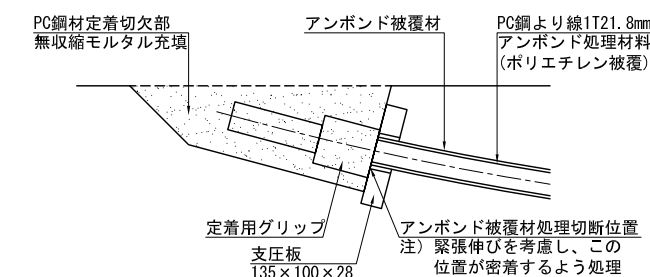 PC鋼材定着切欠部
無収縮モルタル充填
アンボンド被覆材
PC鋼より線1T21.8mm
アンボンド処理材料
(ポリエチレン被覆)
定着用グリップ
支圧板
135×100×28
アンボンド被覆材処理切断位置
注) 緊張伸びを考慮し、この
位置が密着するよう処理